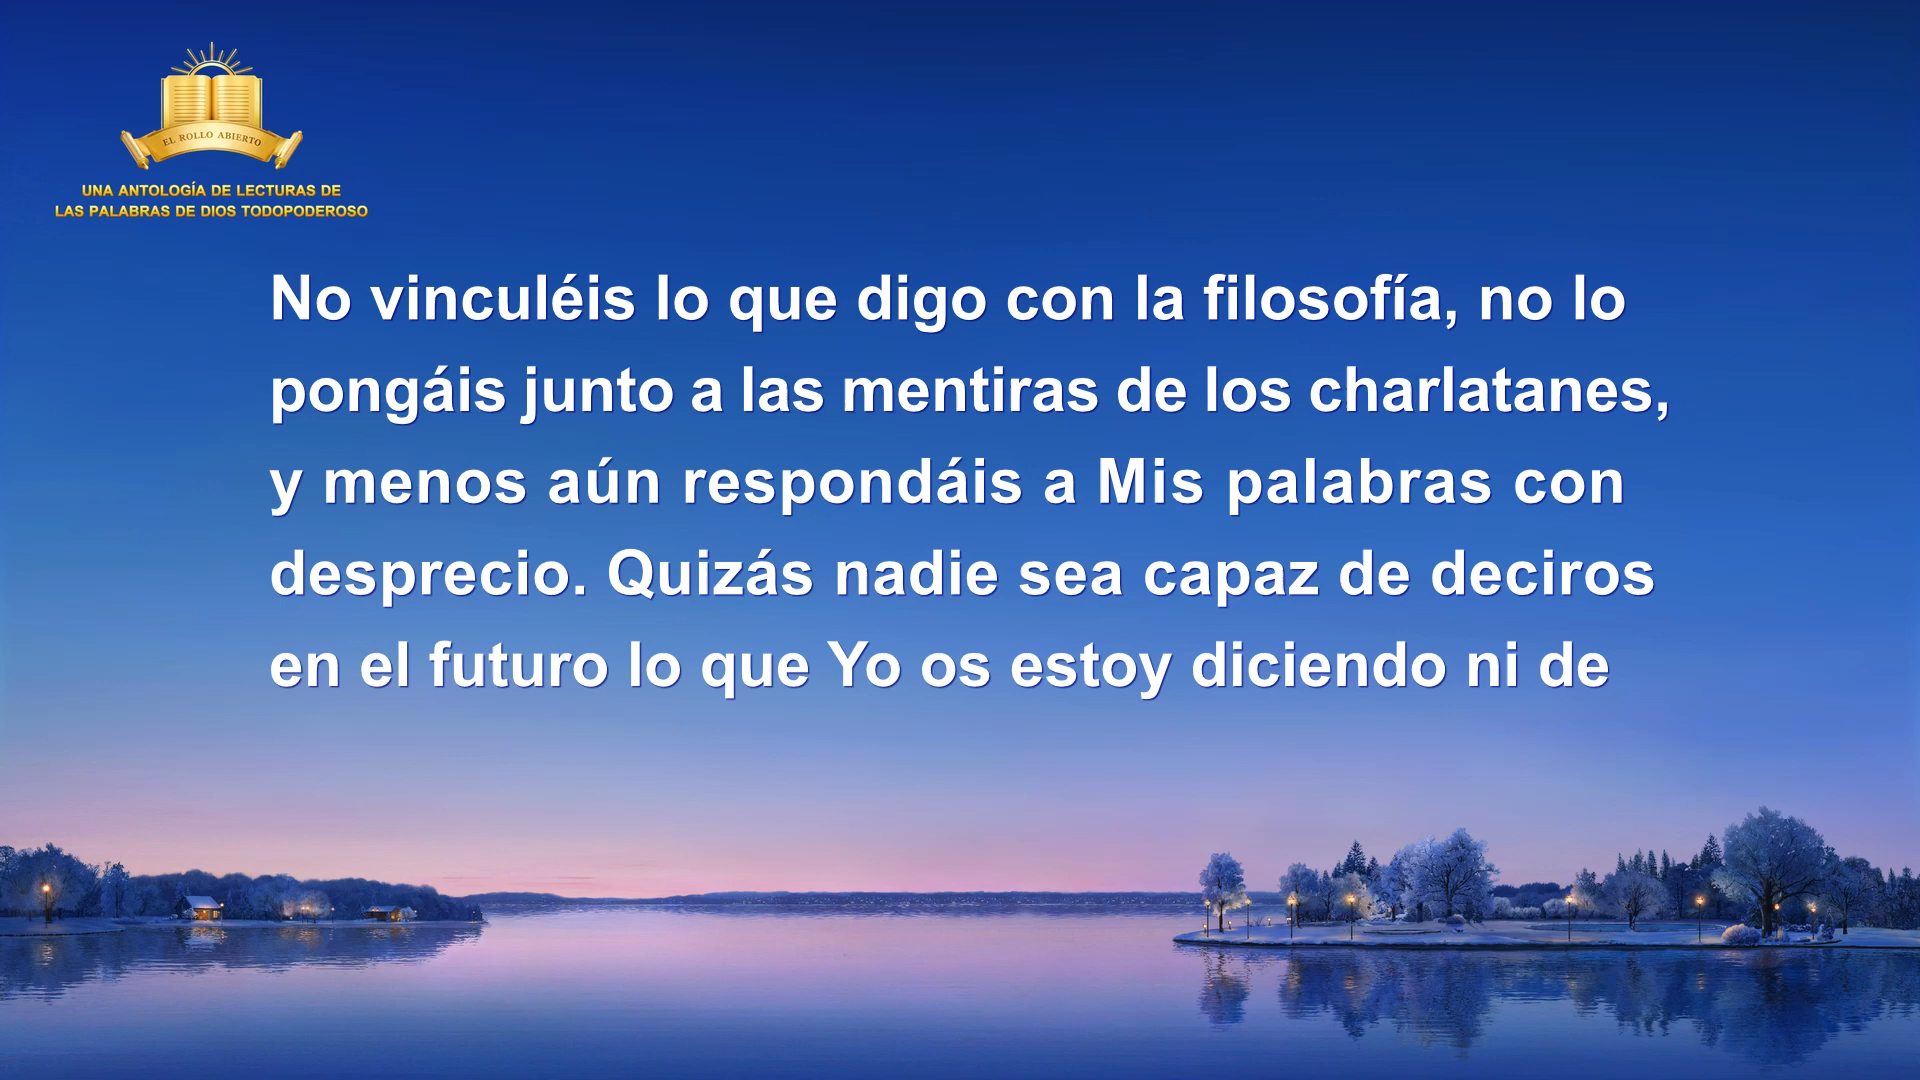 EL ROLLO ABIERTO
UNA ANTOLOGÍA DE LECTURAS DE
LAS PALABRAS DE DIOS TODOPODEROSO
No vinculéis lo que digo con la filosofía, no lo
pongáis junto a las mentiras de los charlatanes,
y menos aún respondáis a Mis palabras con
desprecio. Quizás nadie sea capaz de deciros
en el futuro lo que Yo os estoy diciendo ni de